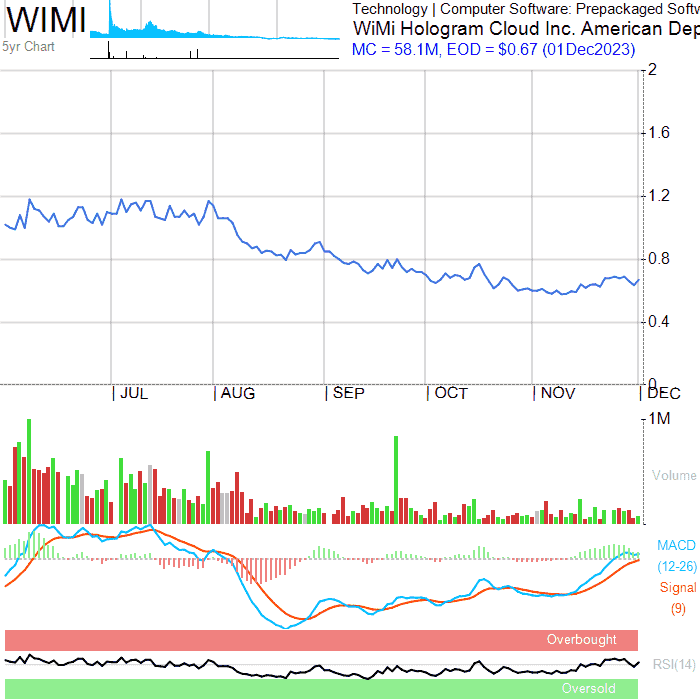 WIMI
5yr Chart
Technology | Computer Software: Prepackaged Softw
WiMi Hologram Cloud Inc. American Dep
MC = 58.1M, EOD = $0.67 (01Dec2023)
2
1.6
1.2
0.8
0.4
0
| JUL | AUG | SEP | OCT | NOV | DEC
1M
Volume
MACD
(12-26)
Signal
(9)
Overbought
RSI(14)
Oversold